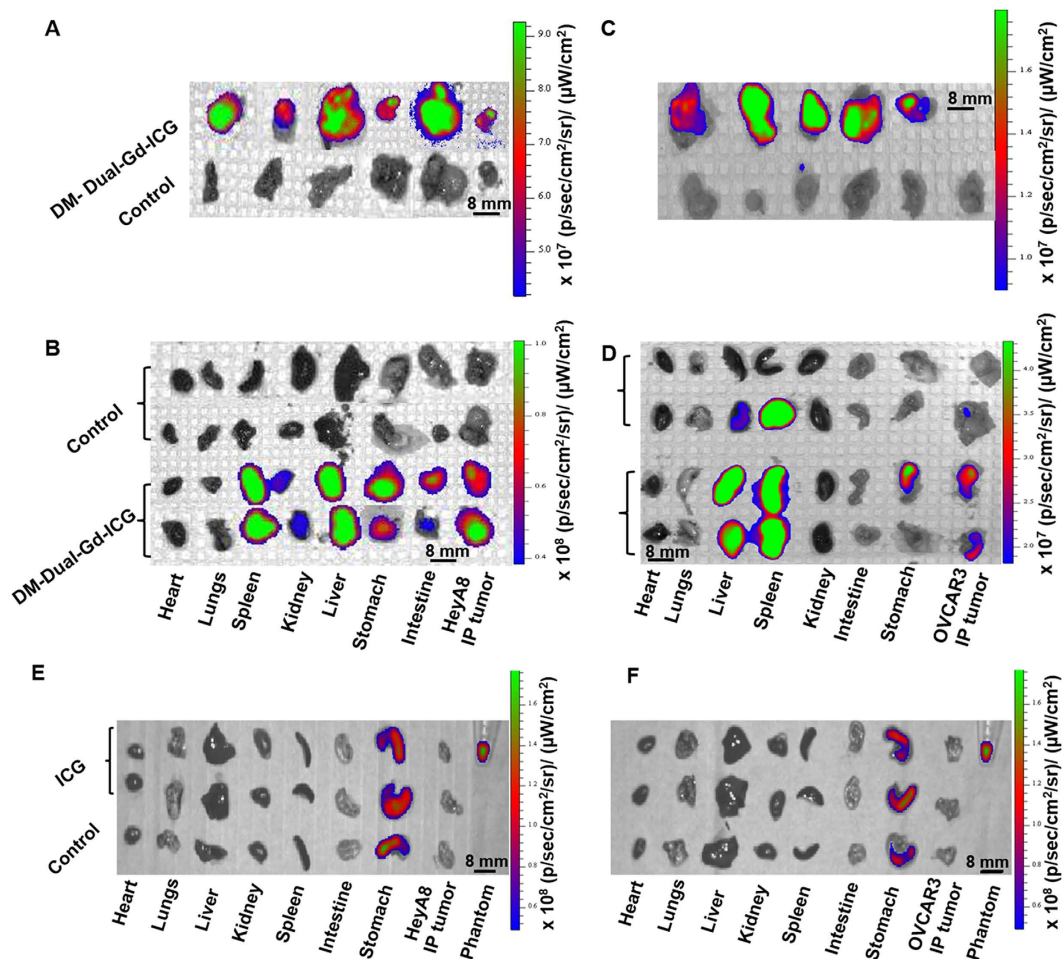 A
C
DM- Dual-Gd-ICG
Control
8 mm
8 mm
9.0
8.0
7.0
6.0
5.0
x 10⁷ (p/sec/cm²/sr)/ (µW/cm²)
1.6
1.4
1.2
1.0
x 10⁷ (p/sec/cm²/sr)/ (µW/cm²)
B
D
Control
DM-Dual-Gd-ICG
8 mm
8 mm
1.0
0.8
0.6
0.4
x 10⁸ (p/sec/cm²/sr)/ (µW/cm²)
4.0
3.5
3.0
2.5
2.0
x 10⁷ (p/sec/cm²/sr)/ (µW/cm²)
Heart
Lungs
Spleen
Kidney
Liver
Stomach
Intestine
HeyA8
IP tumor
Heart
Lungs
Liver
Spleen
Kidney
Intestine
Stomach
OVCAR3
IP tumor
E
F
ICG
Control
8 mm
8 mm
1.6
1.4
1.2
1.0
0.8
0.6
x 10⁸ (p/sec/cm²/sr)/ (µW/cm²)
1.6
1.4
1.2
1.0
0.8
0.6
x 10⁸ (p/sec/cm²/sr)/ (µW/cm²)
Heart
Lungs
Liver
Kidney
Spleen
Intestine
Stomach
HeyA8
IP tumor
Phantom
Heart
Lungs
Liver
Kidney
Spleen
Intestine
Stomach
OVCAR3
IP tumor
Phantom